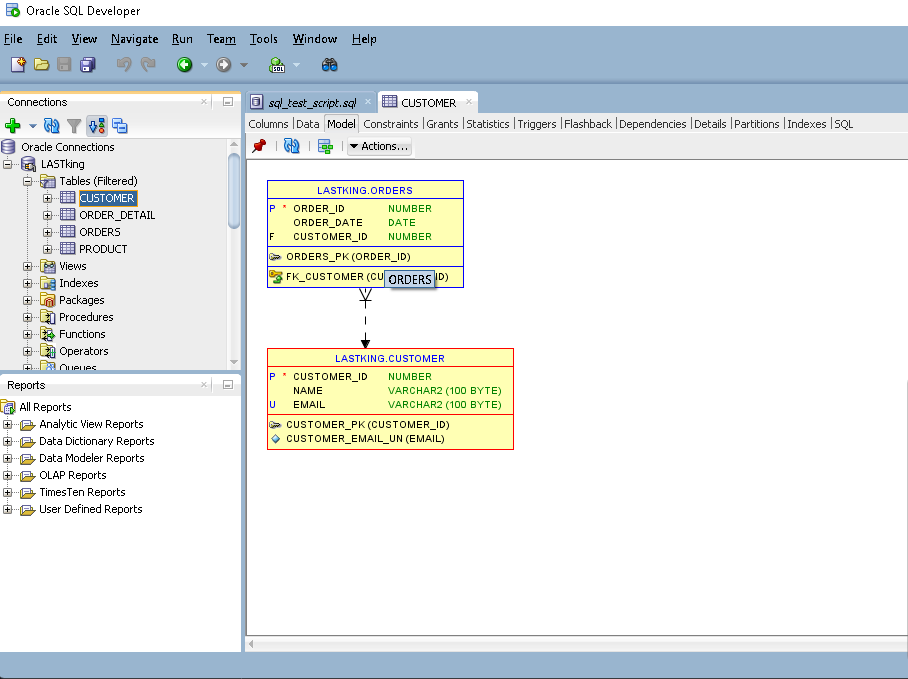 Oracle SQL Developer
File Edit View Navigate Run Team Tools Window Help
SQL
Connections
Oracle Connections
LASTking
Tables (Filtered)
CUSTOMER
ORDER_DETAIL
ORDERS
PRODUCT
Views
Indexes
Packages
Procedures
Functions
Operators
Queues
Reports
All Reports
Analytic View Reports
Data Dictionary Reports
Data Modeler Reports
OLAP Reports
TimesTen Reports
User Defined Reports
sql_test_script.sql CUSTOMER
Columns Data Model Constraints Grants Statistics Triggers Flashback Dependencies Details Partitions Indexes SQL
Actions...
LASTKING.ORDERS
P * ORDER_ID NUMBER
ORDER_DATE DATE
F CUSTOMER_ID NUMBER
ORDERS_PK (ORDER_ID)
FK_CUSTOMER (CU ID)
ORDERS
LASTKING.CUSTOMER
P * CUSTOMER_ID NUMBER
NAME VARCHAR2 (100 BYTE)
U EMAIL VARCHAR2 (100 BYTE)
CUSTOMER_PK (CUSTOMER_ID)
CUSTOMER_EMAIL_UN (EMAIL)